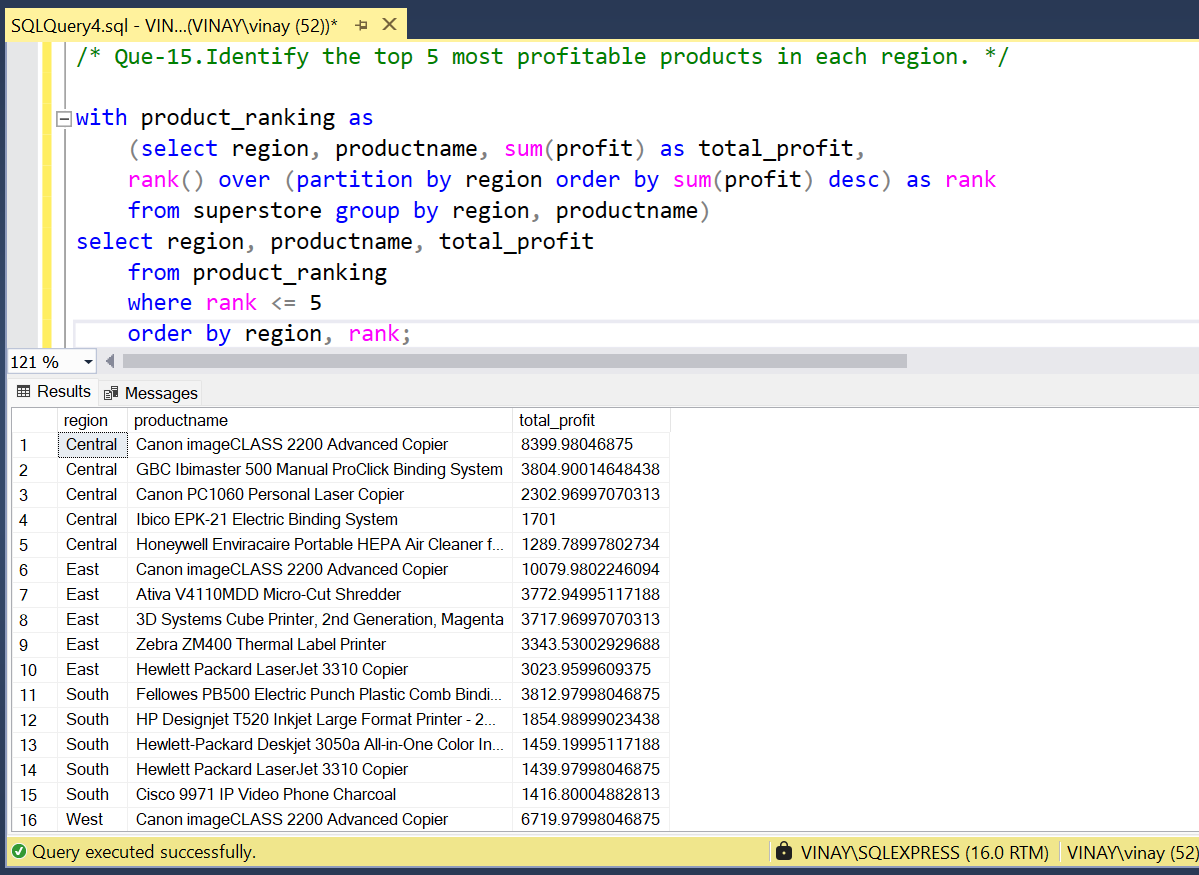 SQLQuery4.sql - VIN...(VINAY\vinay (52))*
/* Que-15.Identify the top 5 most profitable products in each region. */
with product_ranking as
(select region, productname, sum(profit) as total_profit,
rank() over (partition by region order by sum(profit) desc) as rank
from superstore group by region, productname)
select region, productname, total_profit
from product_ranking
where rank <= 5
order by region, rank;
121 %
Results Messages
region productname total_profit
1 Central Canon imageCLASS 2200 Advanced Copier 8399.98046875
2 Central GBC Ibimaster 500 Manual ProClick Binding System 3804.90014648438
3 Central Canon PC1060 Personal Laser Copier 2302.96997070313
4 Central Ibico EPK-21 Electric Binding System 1701
5 Central Honeywell Enviracaire Portable HEPA Air Cleaner f... 1289.78997802734
6 East Canon imageCLASS 2200 Advanced Copier 10079.9802246094
7 East Ativa V4110MDD Micro-Cut Shredder 3772.94995117188
8 East 3D Systems Cube Printer, 2nd Generation, Magenta 3717.96997070313
9 East Zebra ZM400 Thermal Label Printer 3343.53002929688
10 East Hewlett Packard LaserJet 3310 Copier 3023.9599609375
11 South Fellowes PB500 Electric Punch Plastic Comb Bindi... 3812.97998046875
12 South HP Designjet T520 Inkjet Large Format Printer - 2... 1854.98999023438
13 South Hewlett-Packard Deskjet 3050a All-in-One Color In... 1459.19995117188
14 South Hewlett Packard LaserJet 3310 Copier 1439.97998046875
15 South Cisco 9971 IP Video Phone Charcoal 1416.80004882813
16 West Canon imageCLASS 2200 Advanced Copier 6719.97998046875
Query executed successfully. VINAY\SQLEXPRESS (16.0 RTM) VINAY\vinay (52)